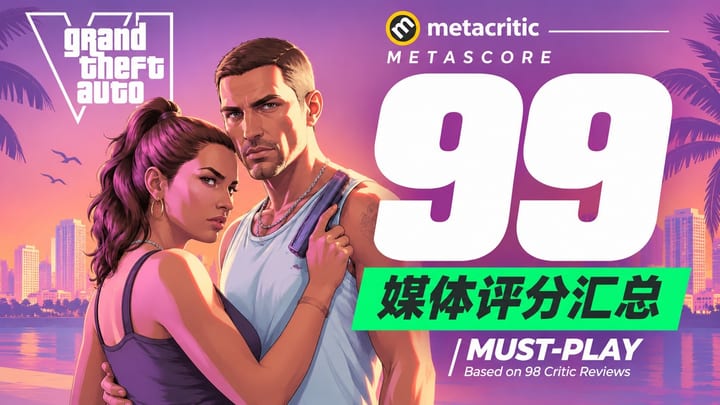 VI
grand
theft
auto
metacritic
METASCORE
99
媒体评分汇总
MUST-PLAY
Based on 98 Critic Reviews